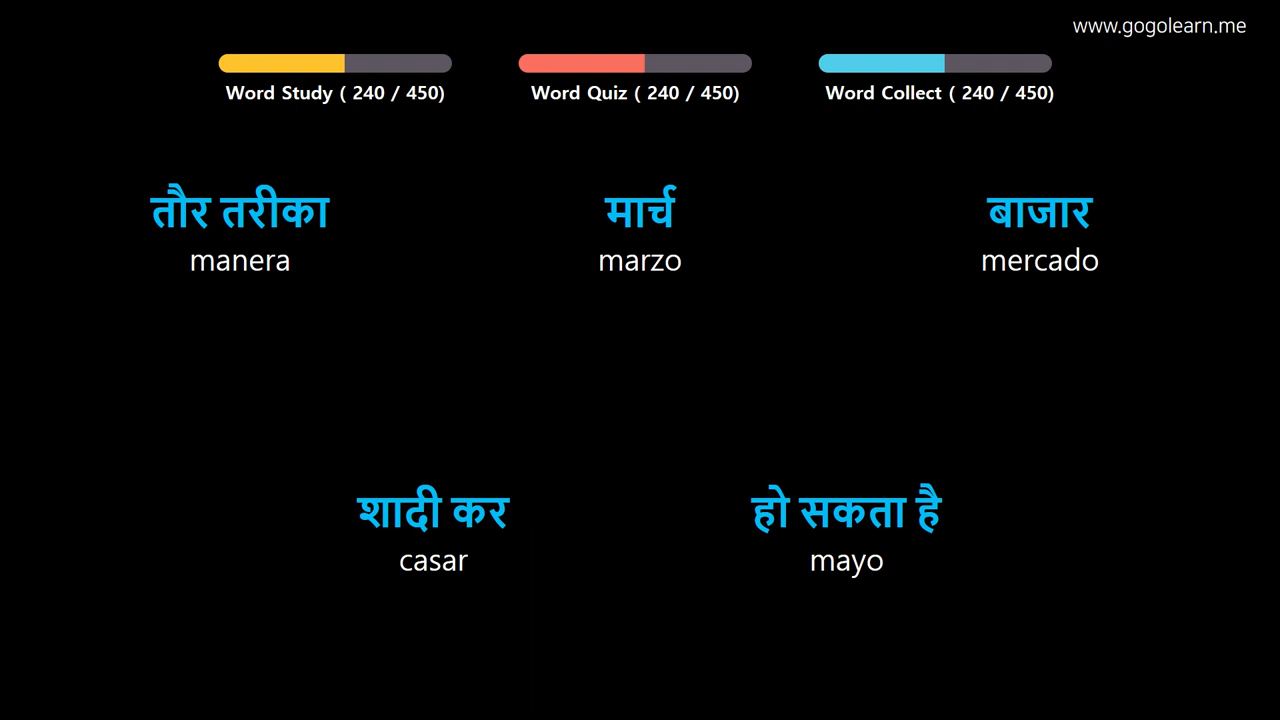 www.gogolearn.me
Word Study ( 240 / 450)
Word Quiz ( 240 / 450)
Word Collect ( 240 / 450)
तौर तरीका
manera
मार्च
marzo
बाजार
mercado
शादी कर
casar
हो सकता है
mayo